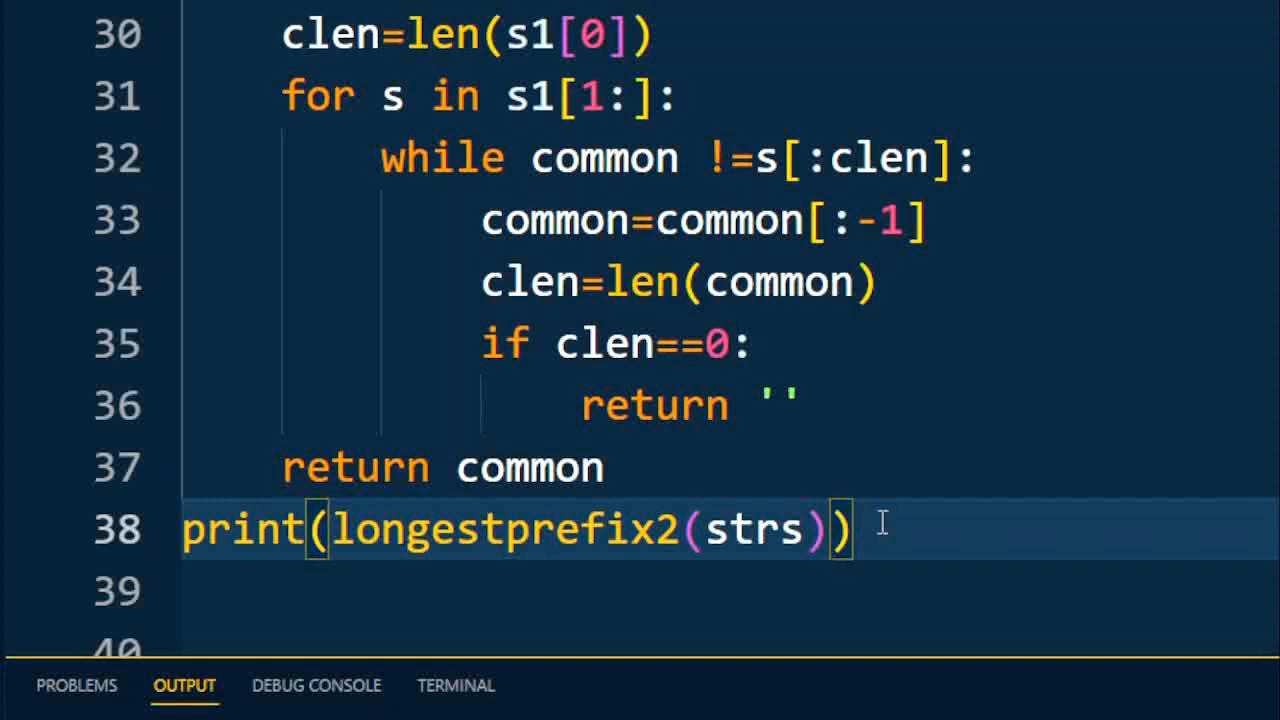 30 clen=len(s1[0])
31 for s in s1[1:]:
32 while common !=s[:clen]:
33 common=common[:-1]
34 clen=len(common)
35 if clen==0:
36 return ''
37 return common
38 print(longestprefix2(strs))
39
40
PROBLEMS OUTPUT DEBUG CONSOLE TERMINAL